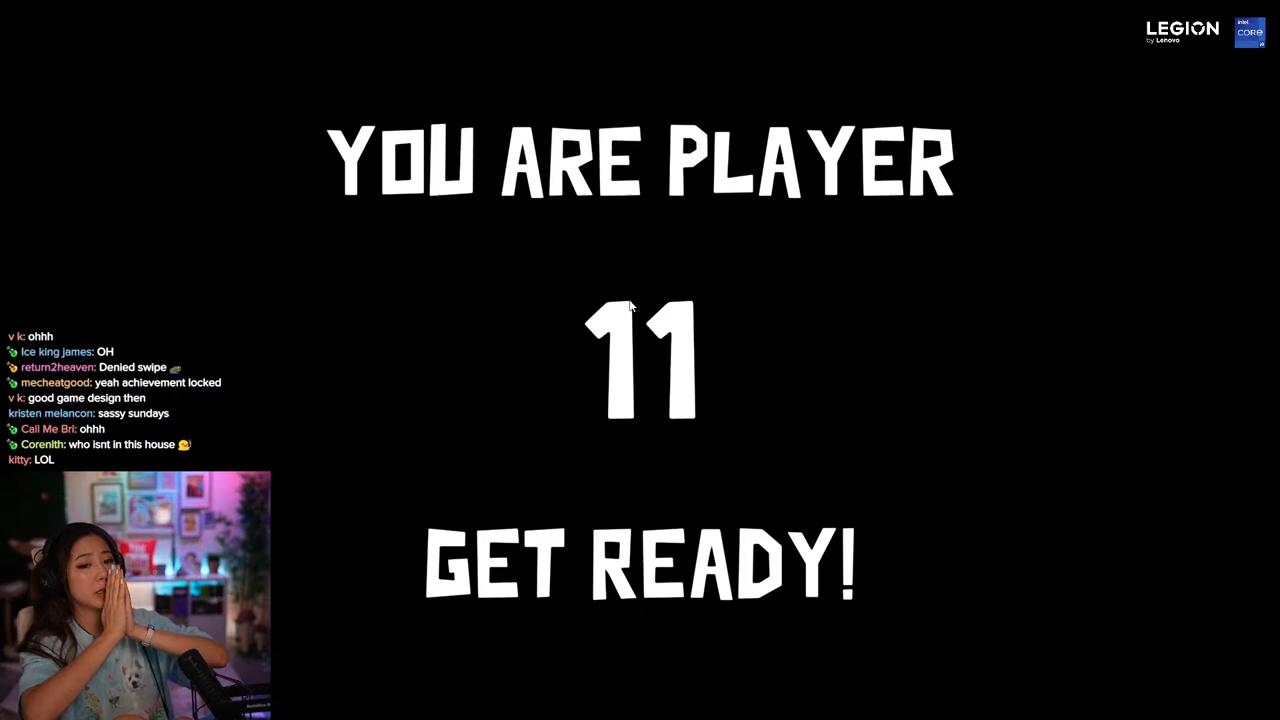 LEGION
by Lenovo
intel.
CORE
i9
YOU ARE PLAYER
11
GET READY!
v k: ohhh
Ice king james: OH
return2heaven: Denied swipe
mecheatgood: yeah achievement locked
v k: good game design then
kristen melancon: sassy sundays
Call Me Bri: ohhh
Corenith: who isnt in this house
kitty: LOL